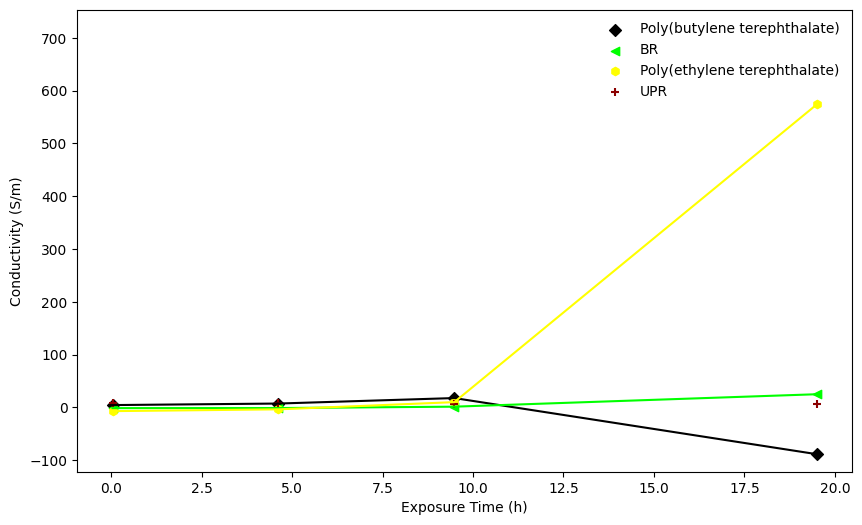 700
600
500
400
300
200
100
0
−100
Conductivity (S/m)
0.0 2.5 5.0 7.5 10.0 12.5 15.0 17.5 20.0
Exposure Time (h)
Poly(butylene terephthalate)
BR
Poly(ethylene terephthalate)
UPR